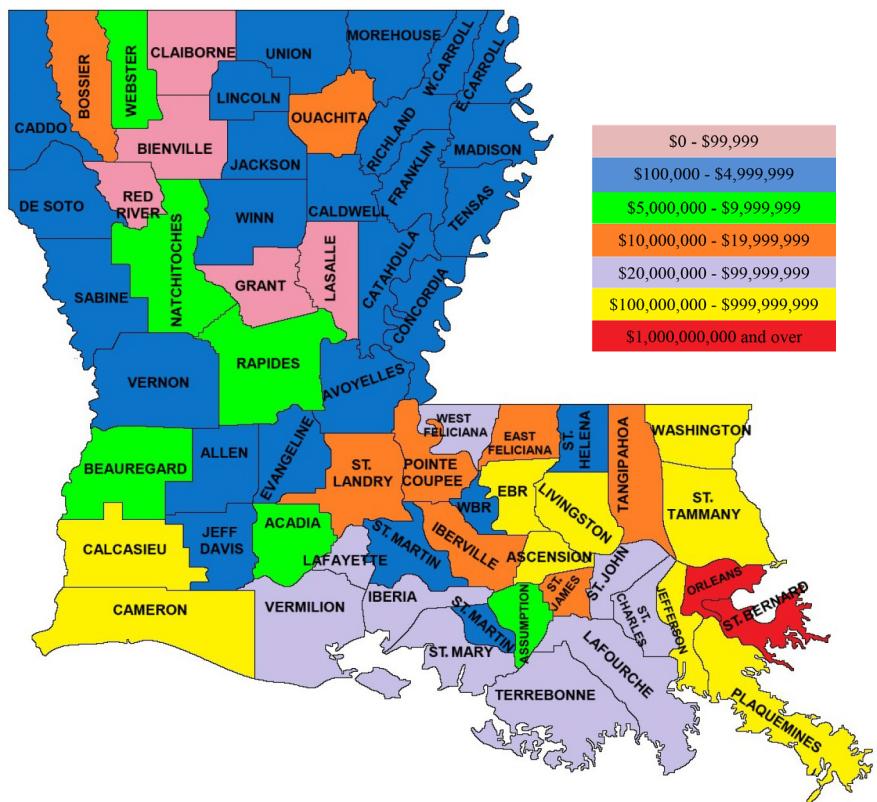 CLAIBORNE
UNION
MOREHOUSE
W.CARROLL
E.CARROLL
WEBSTER
BOSSIER
LINCOLN
OUACHITA
CADDO
BIENVILLE
JACKSON
RICHLAND
MADISON
FRANKLIN
RED
RIVER
DE SOTO
WINN
CALDWELL
TENSAS
NATCHITOCHES
SABINE
GRANT
LASALLE
CATAHOULA
CONCORDIA
RAPIDES
VERNON
AVOYELLES
$0 - $99,999
$100,000 - $4,999,999
$5,000,000 - $9,999,999
$10,000,000 - $19,999,999
$20,000,000 - $99,999,999
$100,000,000 - $999,999,999
$1,000,000,000 and over
WEST
FELICIANA
EAST
FELICIANA
ST.
HELENA
TANGIPAHOA
WASHINGTON
BEAUREGARD
ALLEN
EVANGELINE
ST.
LANDRY
POINTE
COUPEE
EBR
LIVINGSTON
ST.
TAMMANY
WBR
CALCASIEU
JEFF
DAVIS
ACADIA
LAFAYETTE
ST. MARTIN
IBERVILLE
ASCENSION
ST. JOHN
ST.
JAMES
ORLEANS
ST. BERNARD
CAMERON
VERMILION
IBERIA
ST. MARTIN
ASSUMPTION
ST.
CHARLES
JEFFERSON
ST. MARY
LAFOURCHE
TERREBONNE
PLAQUEMINES